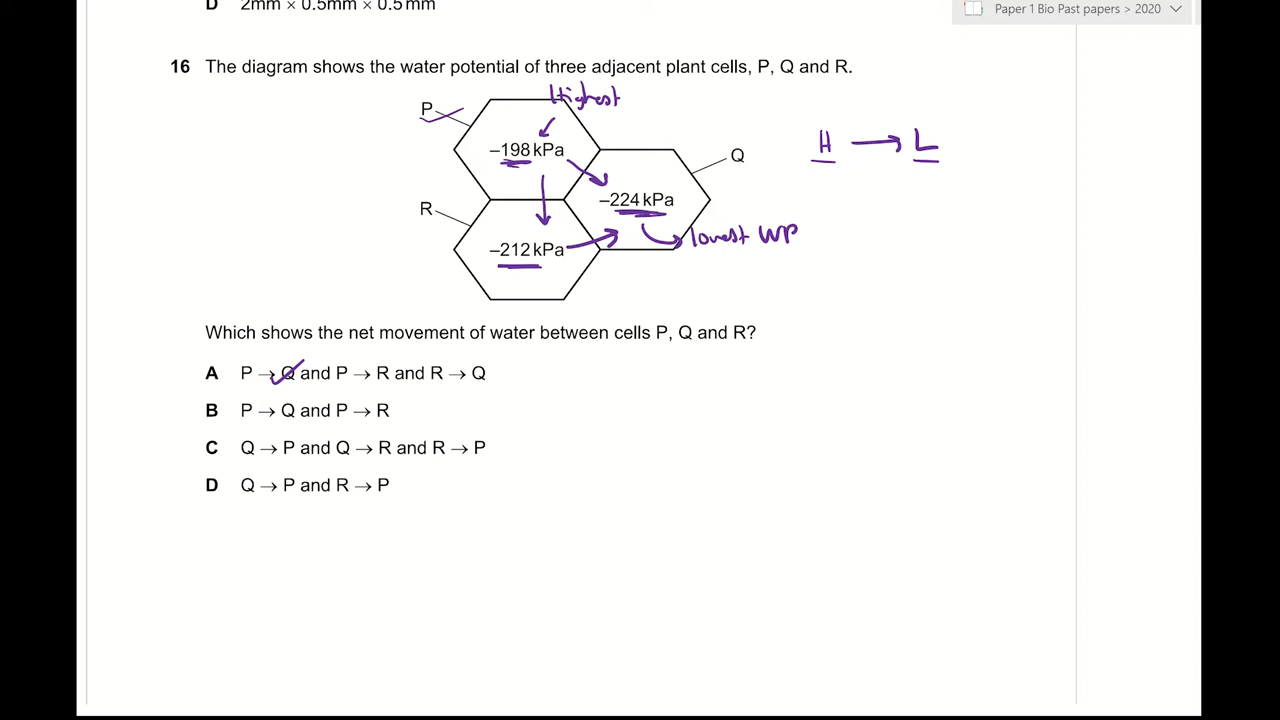 D 2mm × 0.5mm × 0.5mm
Paper 1 Bio Past papers > 2020
16 The diagram shows the water potential of three adjacent plant cells, P, Q and R.
Highest
P
–198 kPa
H → L
Q
–224 kPa
R
lowest WP
–212 kPa
Which shows the net movement of water between cells P, Q and R?
A P → Q and P → R and R → Q
B P → Q and P → R
C Q → P and Q → R and R → P
D Q → P and R → P